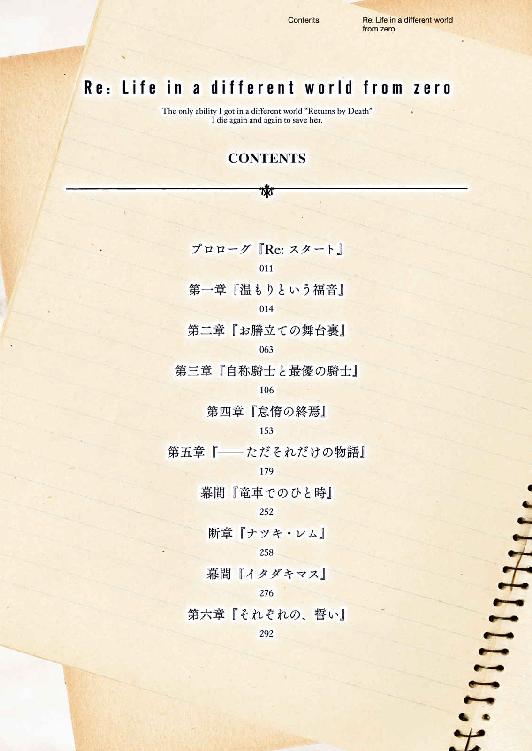 Contents
Re: Life in a different world
from zero
Re: Life in a different world from zero
The only ability I got in a different world "Returns by Death"
I die again and again to save her.
CONTENTS
プロローグ『Re: スタート』
011
第一章『温もりという福音』
014
第二章『お膳立ての舞台裏』
063
第三章『自称騎士と最優の騎士』
106
第四章『怠惰の終焉』
153
第五章『――ただそれだけの物語』
179
幕間『竜車でのひと時』
252
断章『ナツキ・レム』
258
幕間『イタダキマス』
276
第六章『それぞれの、誓い』
292